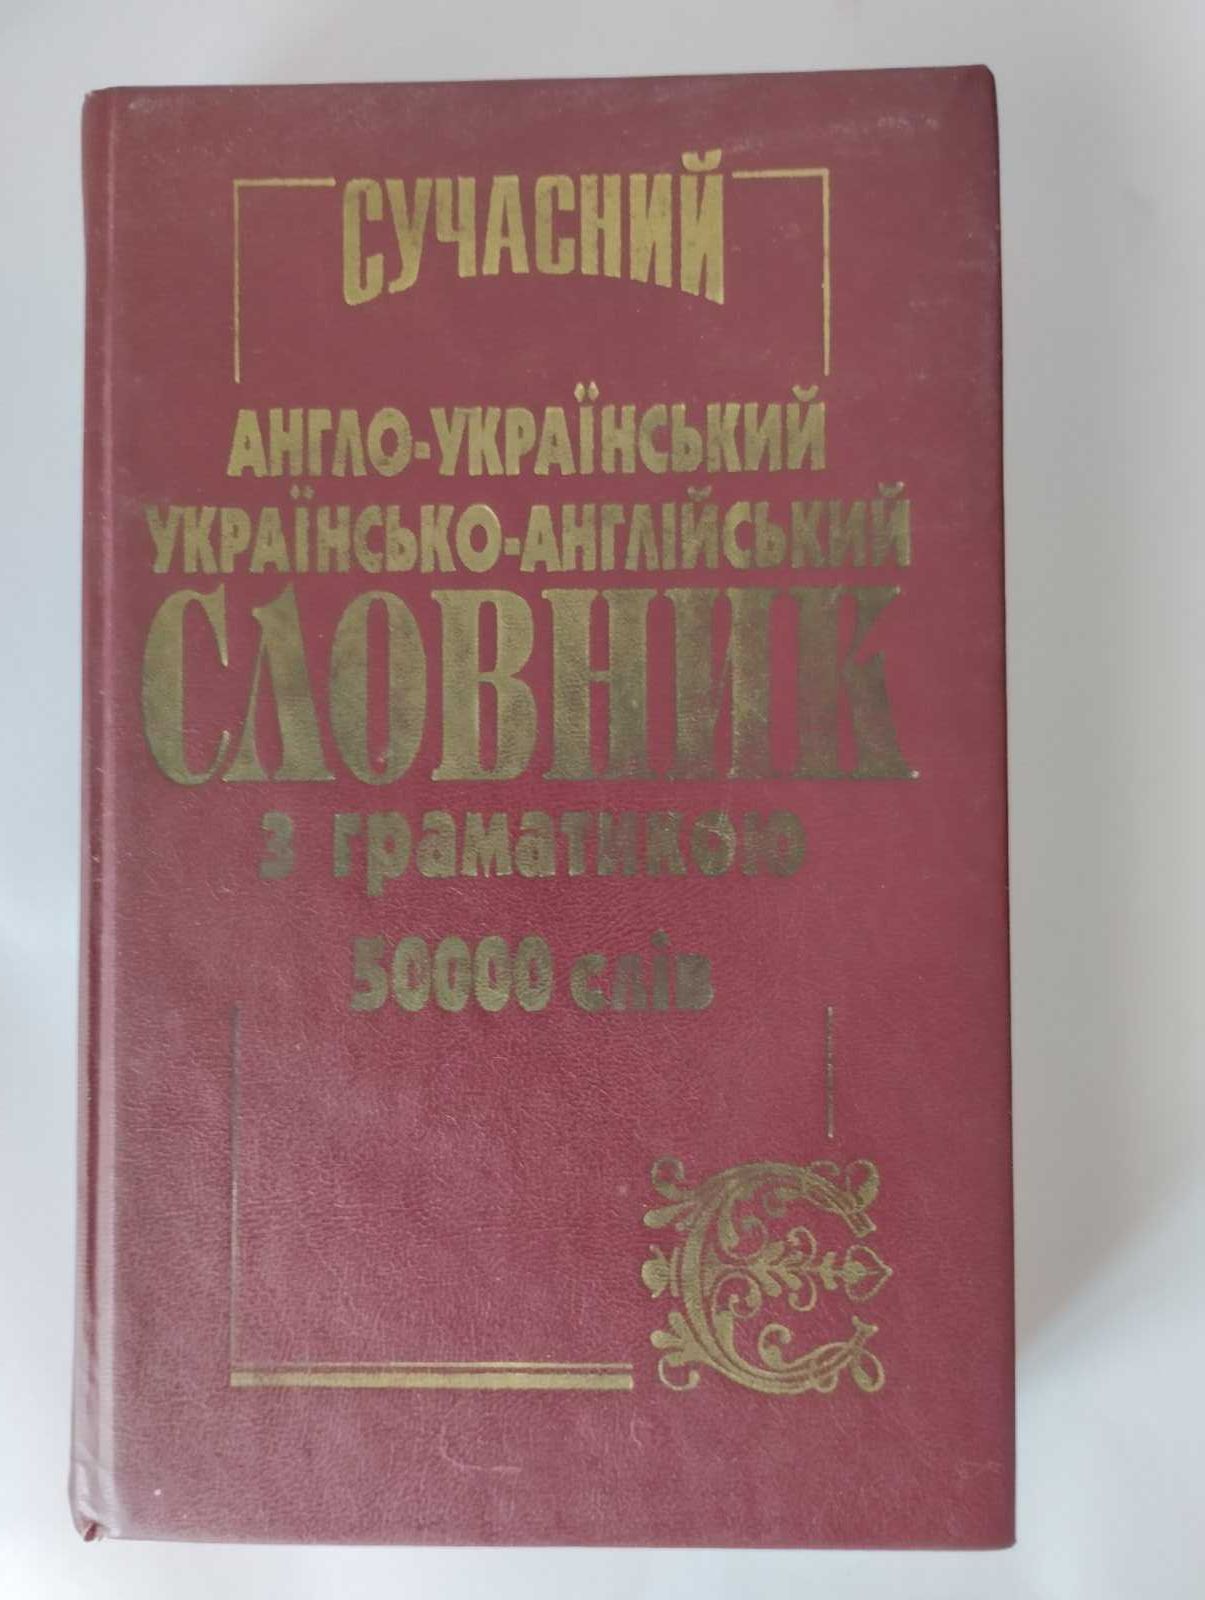 СУЧАСНИЙ
АНГЛО-УКРАЇНСЬКИЙ
УКРАЇНСЬКО-АНГЛІЙСЬКИЙ
СЛОВНИК
з граматикою
50000 слів